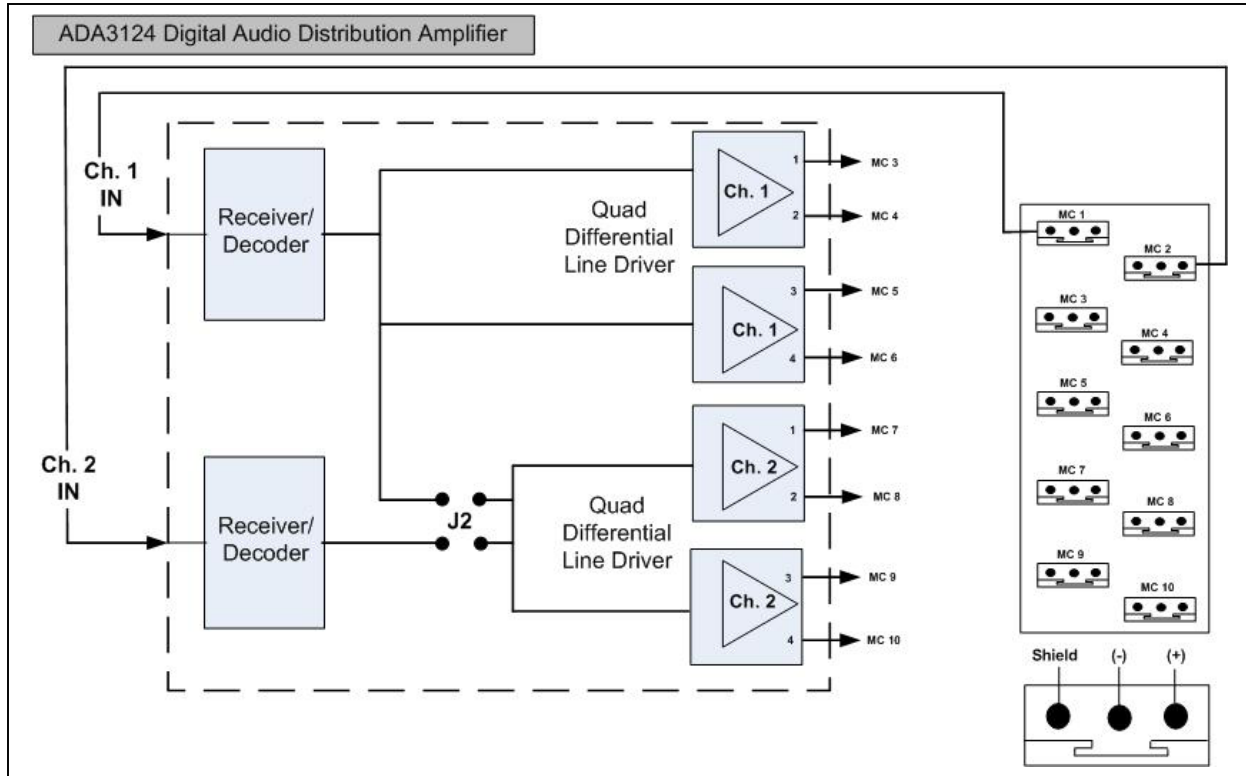 ADA3124 Digital Audio Distribution Amplifier
Ch. 1
IN
Receiver/
Decoder
Quad
Differential
Line Driver
Ch. 1
1
2
MC 3
MC 4
Ch. 1
3
4
MC 5
MC 6
Ch. 2
IN
Receiver/
Decoder
J2
Quad
Differential
Line Driver
Ch. 2
1
2
MC 7
MC 8
Ch. 2
3
4
MC 9
MC 10
MC 1
MC 2
MC 3
MC 4
MC 5
MC 6
MC 7
MC 8
MC 9
MC 10
Shield (-) (+)